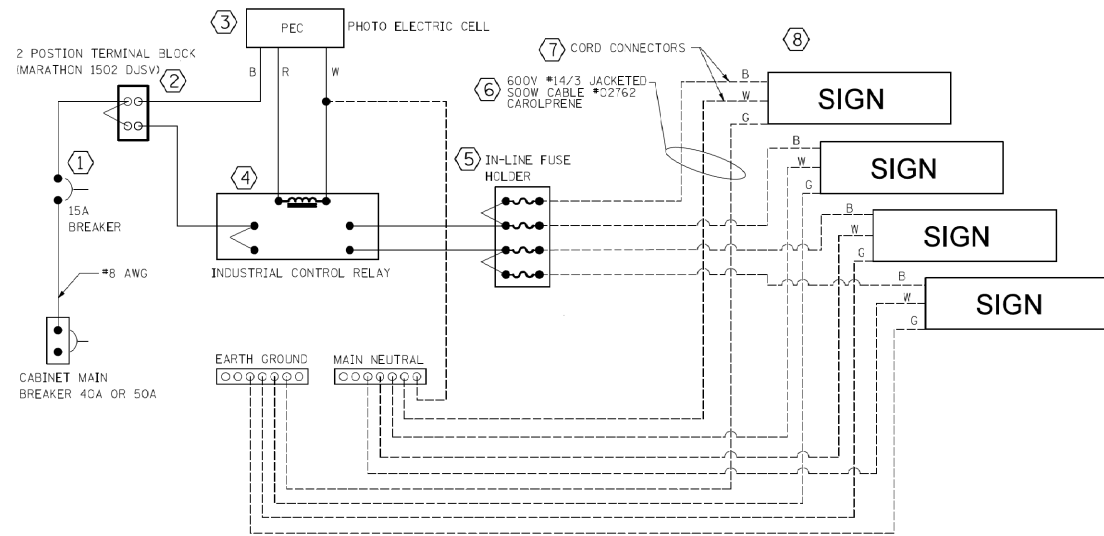 3
PEC
PHOTO ELECTRIC CELL
2 POSTION TERMINAL BLOCK
(MARATHON 1502 DJSV)
2
B
R
W
7
CORD CONNECTORS
8
6
600V #14/3 JACKETED
SOOW CABLE #02762
CAROLPRENE
B
W
G
SIGN
1
15A
BREAKER
4
INDUSTRIAL CONTROL RELAY
5
IN-LINE FUSE
HOLDER
B
W
G
SIGN
B
W
G
SIGN
B
W
G
SIGN
#8 AWG
CABINET MAIN
BREAKER 40A OR 50A
EARTH GROUND
MAIN NEUTRAL